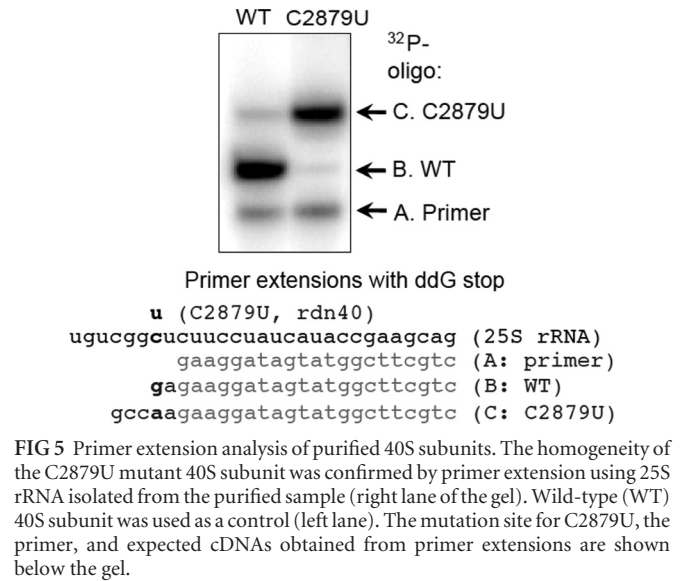 WT C2879U
32P-
oligo:
C. C2879U
B. WT
A. Primer
Primer extensions with ddG stop
u (C2879U, rdn40)
ugucggcucuuccuaucauaccgaagcag (25S rRNA)
gaaggatagtatggcttcgtc (A: primer)
gagaaggatagtatggcttcgtc (B: WT)
gccaagaaggatagtatggcttcgtc (C: C2879U)
FIG 5 Primer extension analysis of purified 40S subunits. The homogeneity of
the C2879U mutant 40S subunit was confirmed by primer extension using 25S
rRNA isolated from the purified sample (right lane of the gel). Wild-type (WT)
40S subunit was used as a control (left lane). The mutation site for C2879U, the
primer, and expected cDNAs obtained from primer extensions are shown
below the gel.